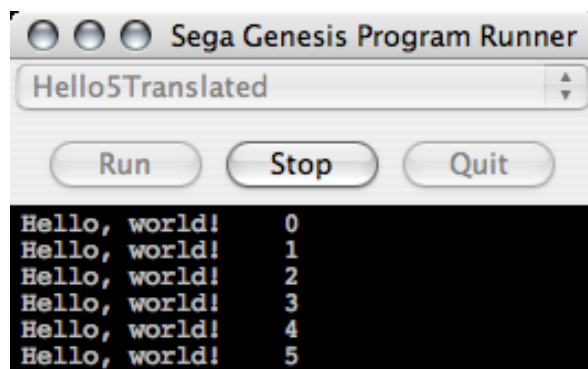 Sega Genesis Program Runner
Hello5Translated
Run Stop Quit
Hello, world! 0
Hello, world! 1
Hello, world! 2
Hello, world! 3
Hello, world! 4
Hello, world! 5